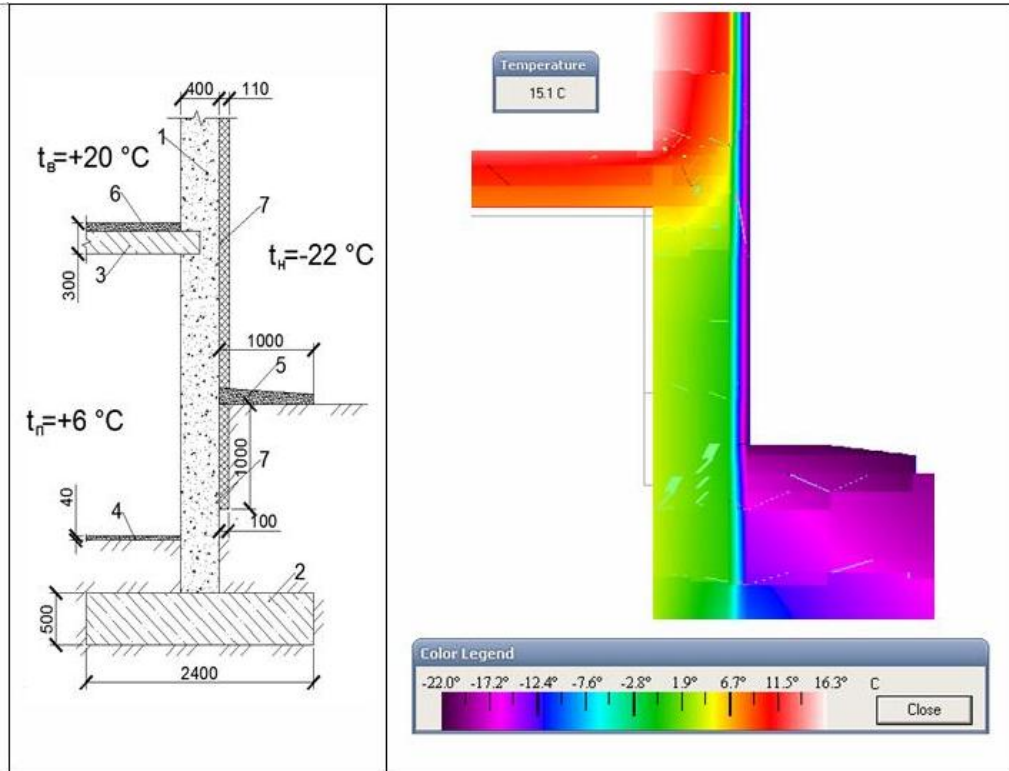 400
110
1
tв=+20 °C
6
7
tн=-22 °C
3
300
1000
5
tп=+6 °C
1000
7
40
4
100
2
500
2400
Temperature
15.1 C
Color Legend
-22.0° -17.2° -12.4° -7.6° -2.8° 1.9° 6.7° 11.5° 16.3° C
Close